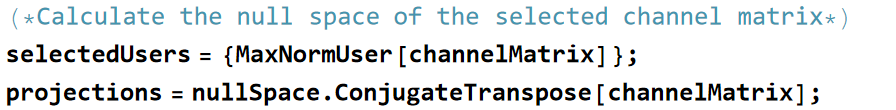 (*Calculate the null space of the selected channel matrix*)
selectedUsers = {MaxNormUser[channelMatrix]};
projections = nullSpace.ConjugateTranspose[channelMatrix];